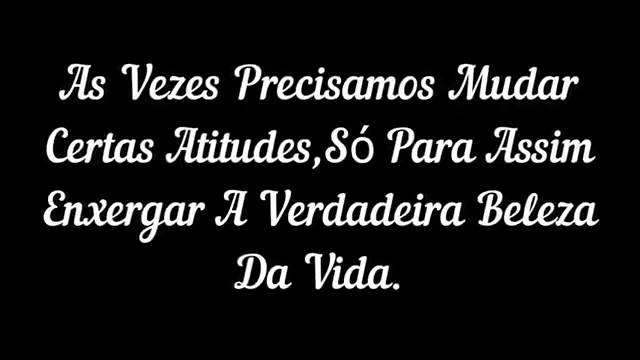 As Vezes Precisamos Mudar
Certas Atitudes,Só Para Assim
Enxergar A Verdadeira Beleza
Da Vida.